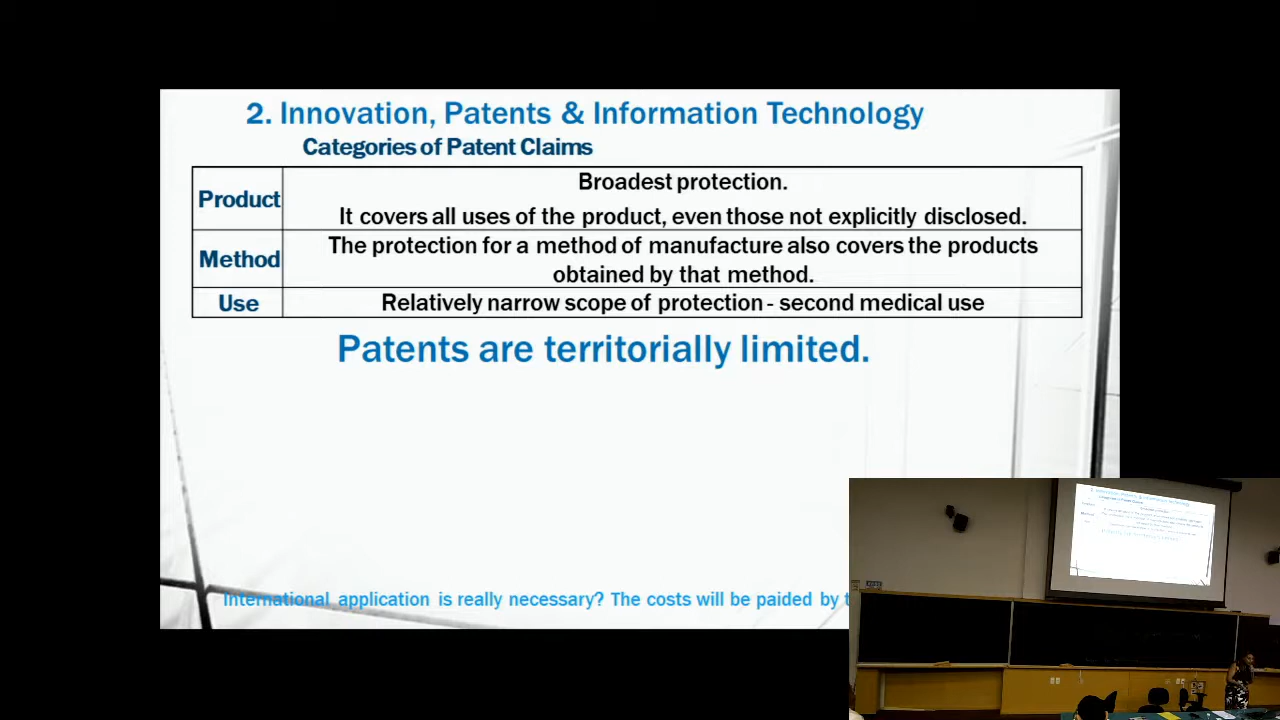 2. Innovation, Patents & Information Technology
Categories of Patent Claims
Product
Broadest protection.
It covers all uses of the product, even those not explicitly disclosed.
Method
The protection for a method of manufacture also covers the products
obtained by that method.
Use
Relatively narrow scope of protection - second medical use
Patents are territorially limited.
International application is really necessary? The costs will be paided by